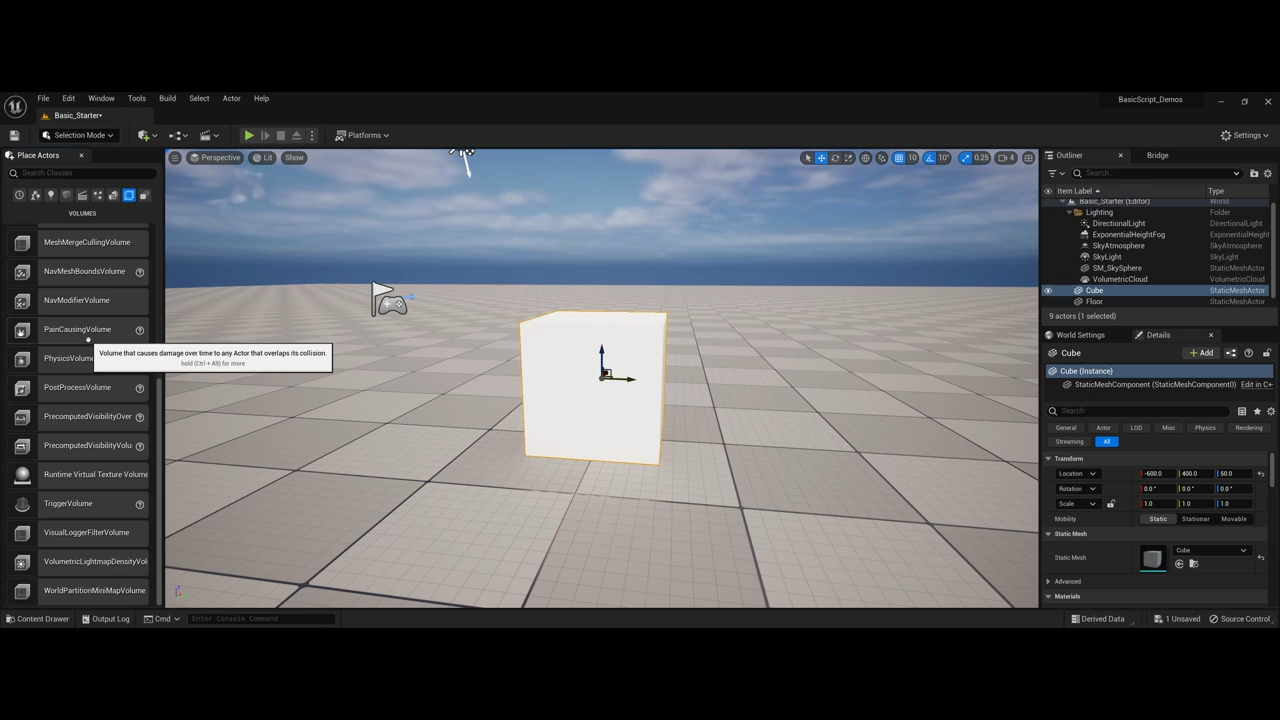 File Edit Window Tools Build Select Actor Help
BasicScript_Demos
Basic_Starter*
Selection Mode
Platforms
Settings
Place Actors
Search Classes
VOLUMES
MeshMergeCullingVolume
NavMeshBoundsVolume
NavModifierVolume
PainCausingVolume
PhysicsVolum
Volume that causes damage over time to any Actor that overlaps its collision.
hold (Ctrl + Alt) for more
PostProcessVolume
PrecomputedVisibilityOver
PrecomputedVisibilityVolu
Runtime Virtual Texture Volume
TriggerVolume
VisualLoggerFilterVolume
VolumetricLightmapDensityVol
WorldPartitionMiniMapVolume
Perspective Lit Show
10 10° 0.25 4
Outliner Bridge
Search...
Item Label Type
Basic_Starter (Editor) World
Lighting Folder
DirectionalLight DirectionalLight
ExponentialHeightFog ExponentialHeight
SkyAtmosphere SkyAtmosphere
SkyLight SkyLight
SM_SkySphere StaticMeshActor
VolumetricCloud VolumetricCloud
Cube StaticMeshActor
Floor StaticMeshActor
9 actors (1 selected)
World Settings Details
Cube
+ Add
Cube (Instance)
StaticMeshComponent (StaticMeshComponent0) Edit in C+
Search
General Actor LOD Misc Physics Rendering
Streaming All
Transform
Location -600.0 400.0 50.0
Rotation 0.0 ° 0.0 ° 0.0 °
Scale 1.0 1.0 1.0
Mobility Static Stationar Movable
Static Mesh
Static Mesh Cube
Advanced
Materials
Content Drawer Output Log Cmd Enter Console Command
Derived Data 1 Unsaved Source Control